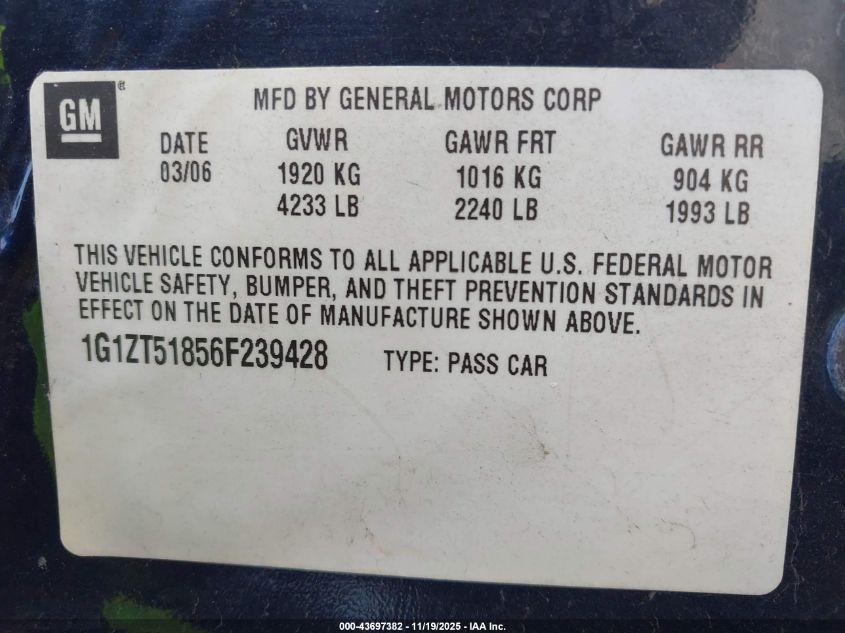 GM ®
MFD BY GENERAL MOTORS CORP
DATE GVWR GAWR FRT GAWR RR
03/06 1920 KG 1016 KG 904 KG
4233 LB 2240 LB 1993 LB
THIS VEHICLE CONFORMS TO ALL APPLICABLE U.S. FEDERAL MOTOR
VEHICLE SAFETY, BUMPER, AND THEFT PREVENTION STANDARDS IN
EFFECT ON THE DATE OF MANUFACTURE SHOWN ABOVE.
1G1ZT51856F239428 TYPE: PASS CAR
000-43697382 - 11/19/2025 - IAA Inc.